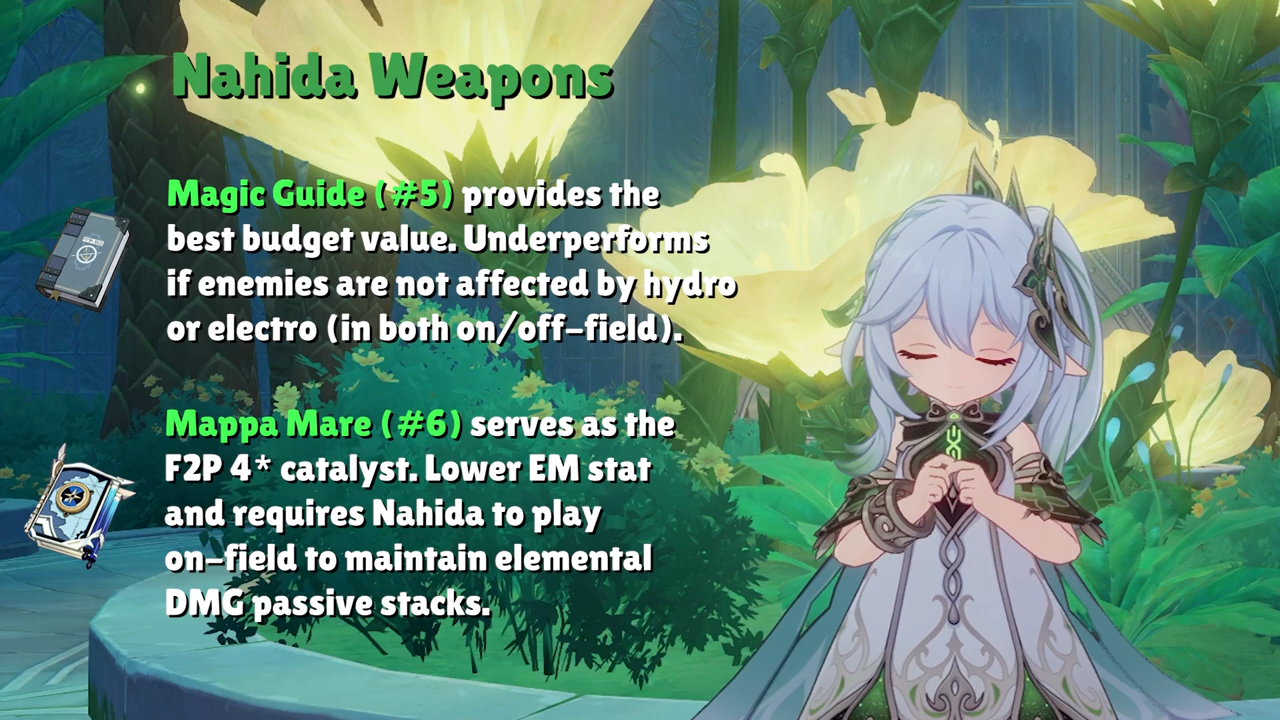 Nahida Weapons
Magic Guide (#5) provides the
best budget value. Underperforms
if enemies are not affected by hydro
or electro (in both on/off-field).
Mappa Mare (#6) serves as the
F2P 4* catalyst. Lower EM stat
and requires Nahida to play
on-field to maintain elemental
DMG passive stacks.